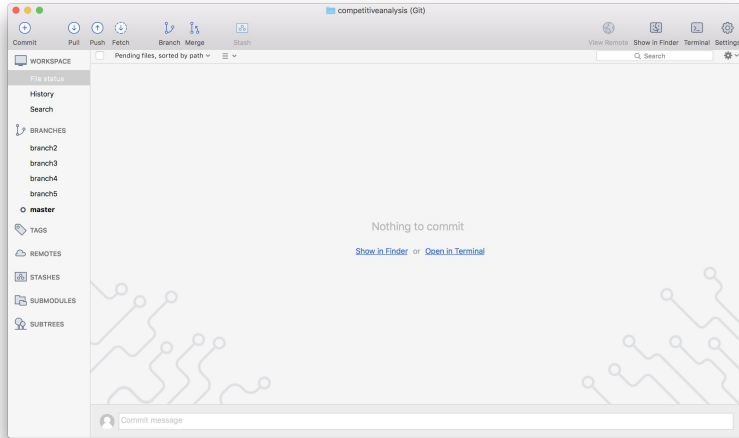 competitiveanalysis (Git)
Commit Pull Push Fetch Branch Merge Stash View Remote Show in Finder Terminal Settings
WORKSPACE
Pending files, sorted by path
Search
File status
History
Search
BRANCHES
branch2
branch3
branch4
branch5
master
TAGS
REMOTES
STASHES
SUBMODULES
SUBTREES
Nothing to commit
Show in Finder or Open in Terminal
Commit message